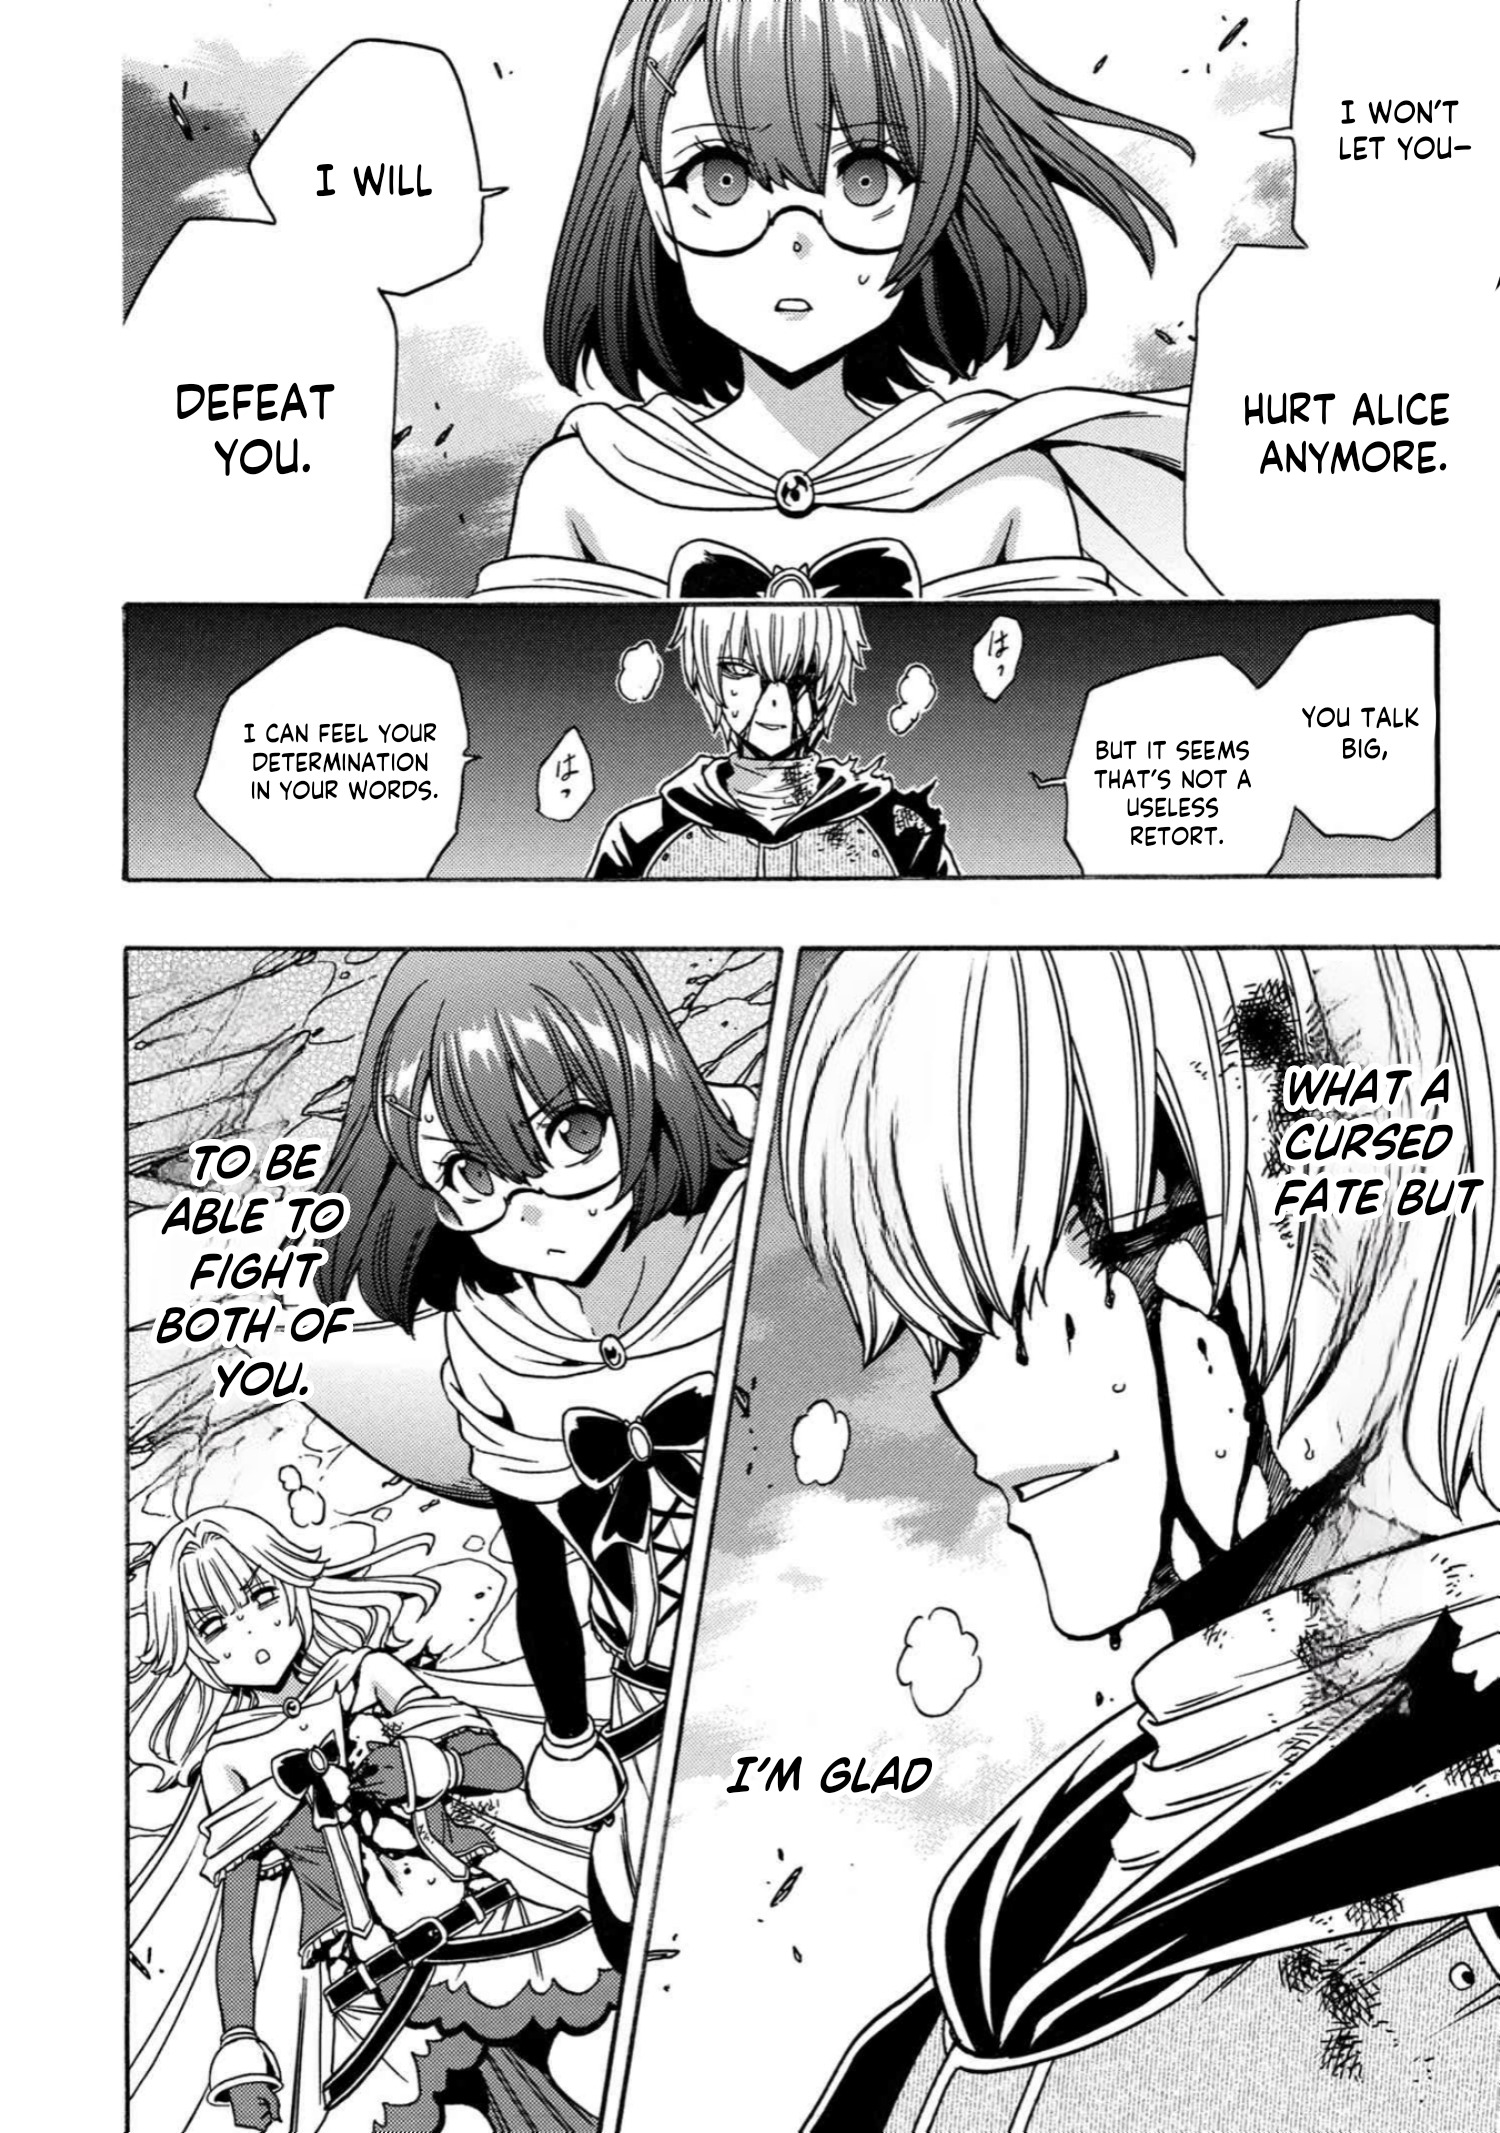 I WON'T
LET YOU-
HURT ALICE
ANYMORE.
I WILL
DEFEAT
YOU.
YOU TALK
BIG,
BUT IT SEEMS
THAT'S NOT A
USELESS
RETORT.
はっ
はっ
I CAN FEEL YOUR
DETERMINATION
IN YOUR WORDS.
WHAT A
CURSED
FATE BUT
I'M GLAD
TO BE
ABLE TO
FIGHT
BOTH OF
YOU.